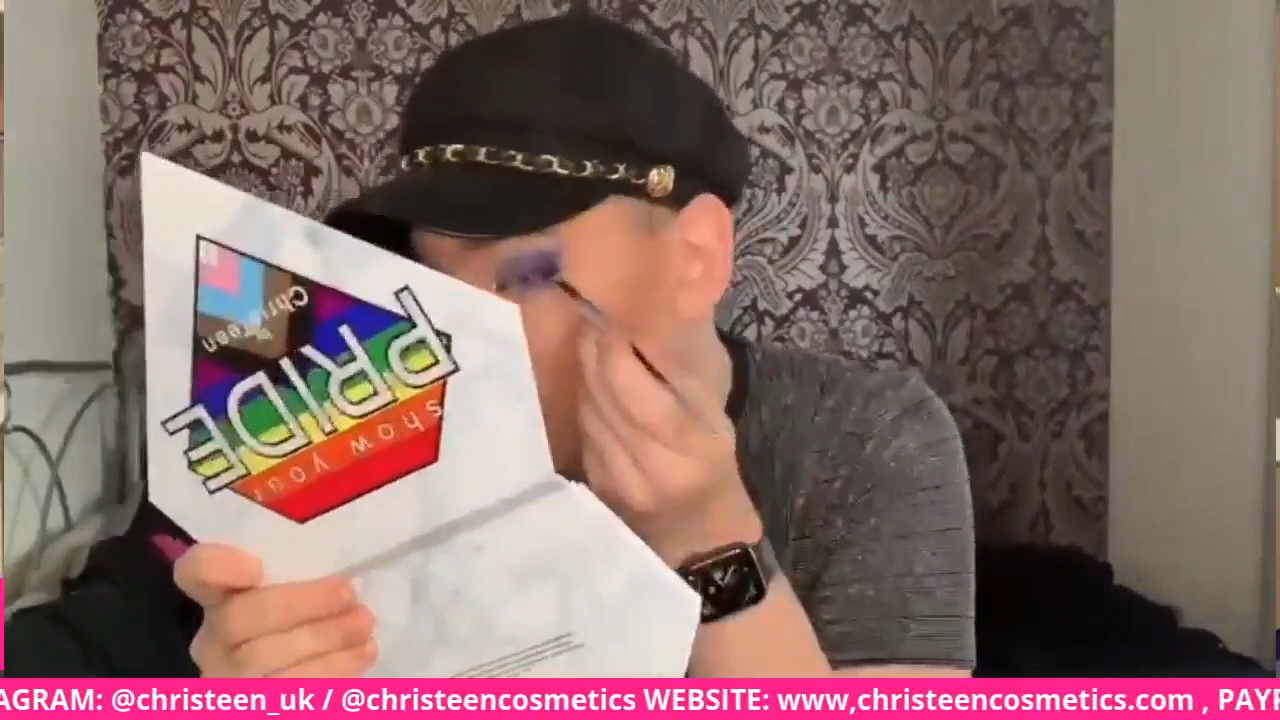 Christeen
PRIDE
show your
AGRAM: @christeen_uk / @christeencosmetics WEBSITE: www,christeencosmetics.com , PAYP